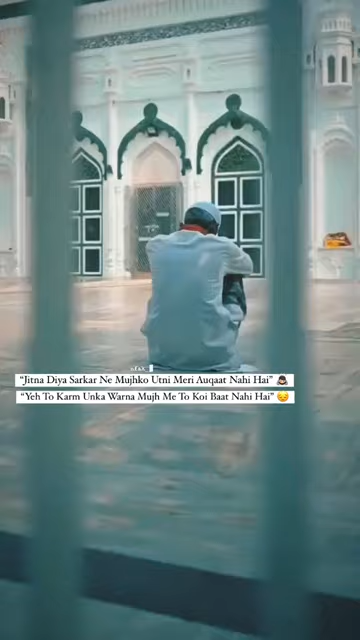 "Jitna Diya Sarkar Ne Mujhko Utni Meri Auqaat Nahi Hai" 🙇🏻‍♂️
"Yeh To Karm Unka Warna Mujh Me To Koi Baat Nahi Hai" 😔